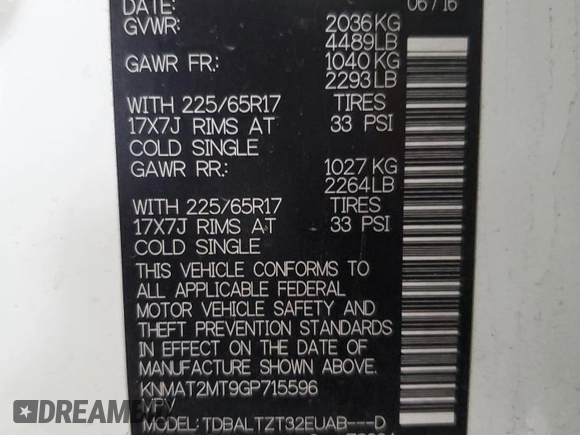 DATE: 06/16
GVWR: 2036KG
4489LB
GAWR FR: 1040KG
2293LB
WITH 225/65R17 TIRES
17X7J RIMS AT 33 PSI
COLD SINGLE
GAWR RR: 1027KG
2264LB
WITH 225/65R17 TIRES
17X7J RIMS AT 33 PSI
COLD SINGLE
THIS VEHICLE CONFORMS TO
ALL APPLICABLE FEDERAL
MOTOR VEHICLE SAFETY AND
THEFT PREVENTION STANDARDS
IN EFFECT ON THE DATE OF
MANUFACTURE SHOWN ABOVE.
KNMAT2MT9GP715596
MPV
MODEL: TDBALTZT32EUAB---D
autobidcar